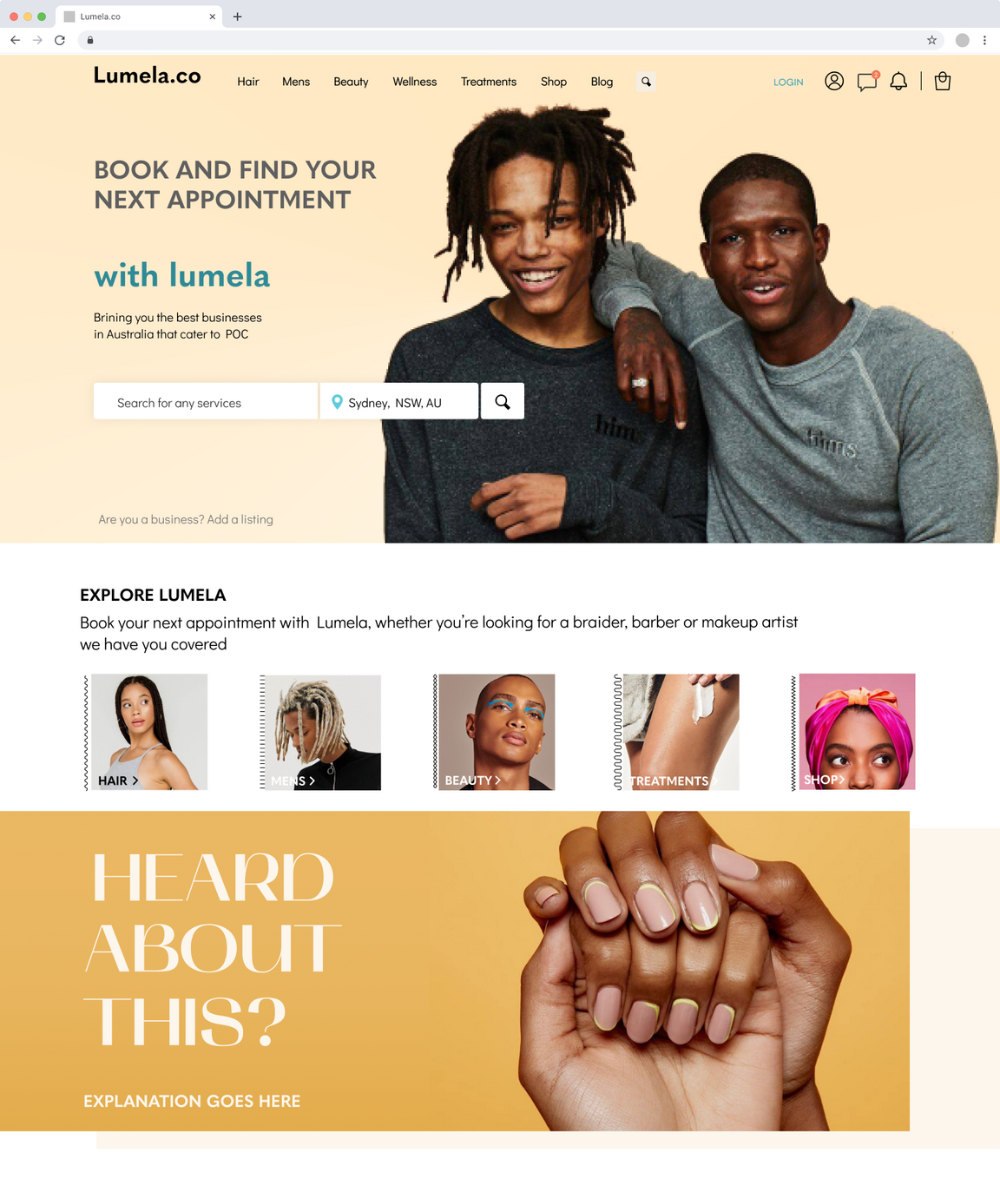 Lumela.co
Lumela.co
Hair Mens Beauty Wellness Treatments Shop Blog
LOGIN
BOOK AND FIND YOUR
NEXT APPOINTMENT
with lumela
Brining you the best businesses
in Australia that cater to POC
Search for any services
Sydney, NSW, AU
hims
hims
Are you a business? Add a listing
EXPLORE LUMELA
Book your next appointment with Lumela, whether you're looking for a braider, barber or makeup artist
we have you covered
HAIR >
MENS >
BEAUTY >
TREATMENTS >
SHOP>
HEARD
ABOUT
THIS?
EXPLANATION GOES HERE